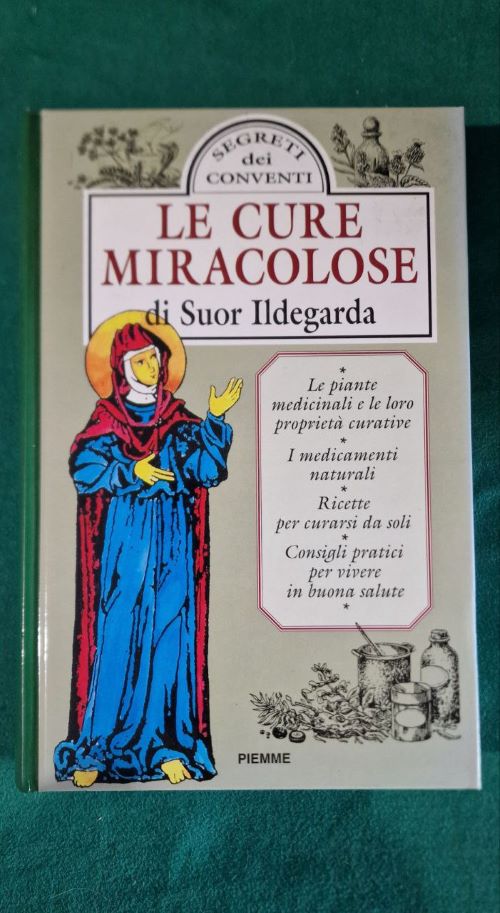 SEGRETI
dei
CONVENTI
LE CURE
MIRACOLOSE
di Suor Ildegarda
*
Le piante
medicinali e le loro
proprietà curative
*
I medicamenti
naturali
*
Ricette
per curarsi da soli
*
Consigli pratici
per vivere
in buona salute
*
PIEMME